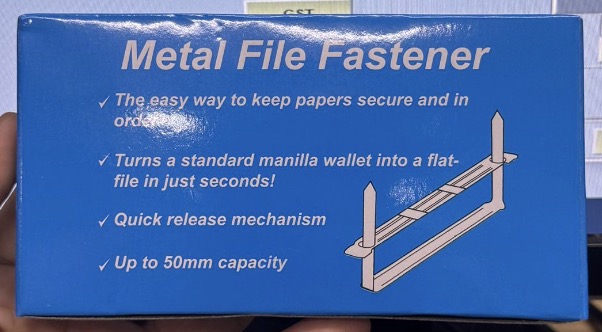 GST
Metal File Fastener
✓ The easy way to keep papers secure and in
order
✓ Turns a standard manilla wallet into a flat-
file in just seconds!
✓ Quick release mechanism
✓ Up to 50mm capacity